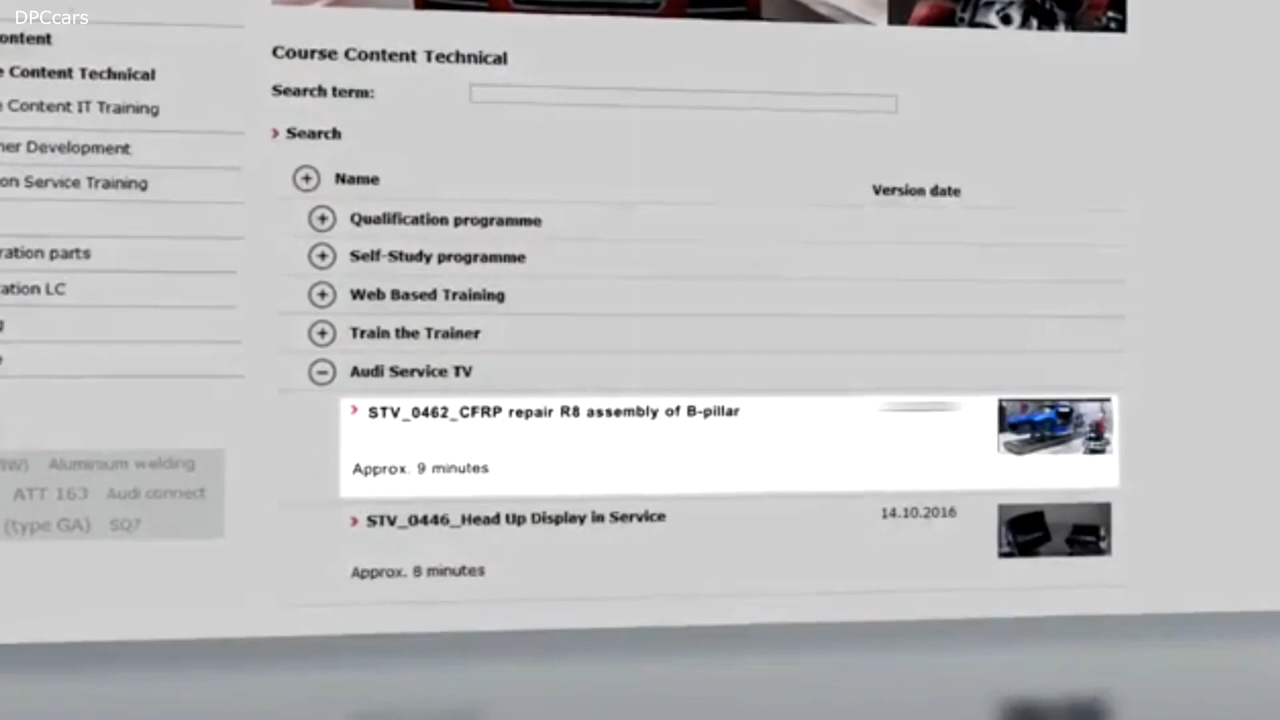 DPCcars
ontent
e Content Technical
e Content IT Training
ner Development
on Service Training
ration parts
ation LC
Course Content Technical
Search term:
Search
Name
Version date
Qualification programme
Self-Study programme
Web Based Training
Train the Trainer
Audi Service TV
STV_0462_CFRP repair R8 assembly of B-pillar
Approx. 9 minutes
STV_0446_Head Up Display in Service
14.10.2016
Approx. 8 minutes
Aluminium welding
ATT 163 Audi connect
(type GA) SQ7